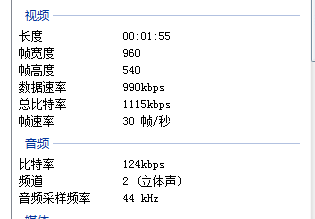 视频
长度 00:01:55
帧宽度 960
帧高度 540
数据速率 990kbps
总比特率 1115kbps
帧速率 30 帧/秒
音频
比特率 124kbps
频道 2 (立体声)
音频采样频率 44 kHz
媒体